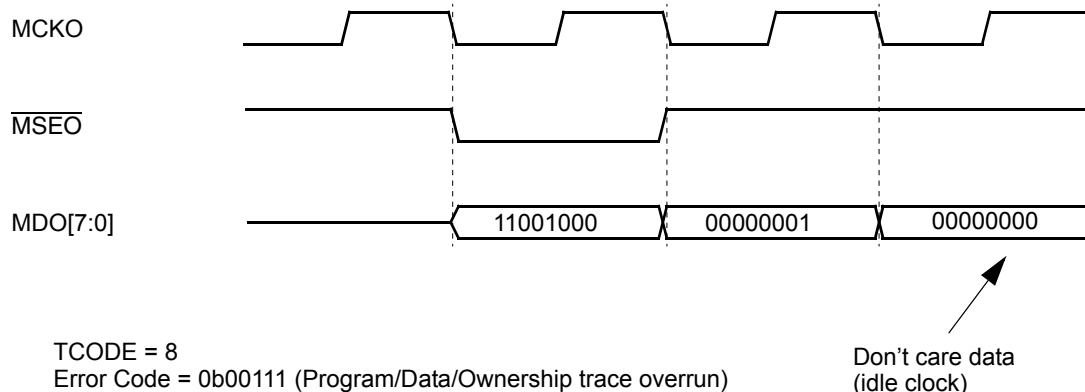 MCKO
MSEO
MDO[7:0]
11001000 00000001 00000000
TCODE = 8
Error Code = 0b00111 (Program/Data/Ownership trace overrun)
Don’t care data
(idle clock)